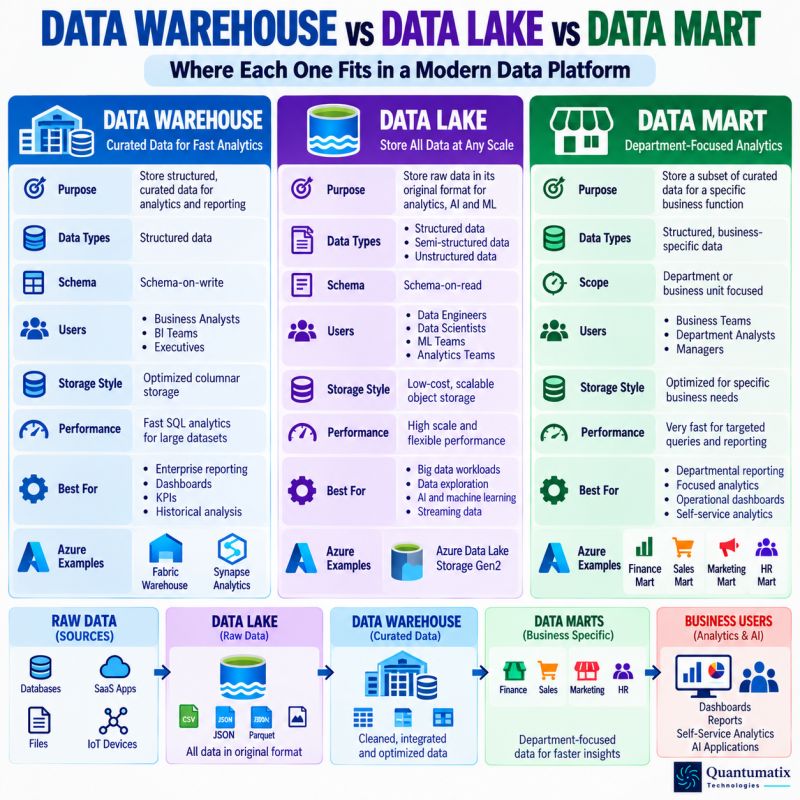 DATA WAREHOUSE vs DATA LAKE vs DATA MART
Where Each One Fits in a Modern Data Platform
DATA WAREHOUSE
Curated Data for Fast Analytics
Purpose
Store structured,
curated data for
analytics and reporting
Data Types
Structured data
Schema
Schema-on-write
Users
• Business Analysts
• BI Teams
• Executives
Storage Style
Optimized columnar
storage
Performance
Fast SQL analytics
for large datasets
Best For
• Enterprise reporting
• Dashboards
• KPIs
• Historical analysis
Azure
Examples
Fabric
Warehouse
Synapse
Analytics
DATA LAKE
Store All Data at Any Scale
Purpose
Store raw data in its
original format for
analytics, AI and ML
Data Types
• Structured data
• Semi-structured data
• Unstructured data
Schema
Schema-on-read
Users
• Data Engineers
• Data Scientists
• ML Teams
• Analytics Teams
Storage Style
Low-cost, scalable
object storage
Performance
High scale and
flexible performance
Best For
• Big data workloads
• Data exploration
• AI and machine learning
• Streaming data
Azure
Examples
Azure Data Lake
Storage Gen2
DATA MART
Department-Focused Analytics
Purpose
Store a subset of curated
data for a specific
business function
Data Types
Structured, business-
specific data
Scope
Department or
business unit focused
Users
• Business Teams
• Department Analysts
• Managers
Storage Style
Optimized for specific
business needs
Performance
Very fast for targeted
queries and reporting
Best For
• Departmental reporting
• Focused analytics
• Operational dashboards
• Self-service analytics
Azure
Examples
Finance
Mart
Sales
Mart
Marketing
Mart
HR
Mart
RAW DATA
(SOURCES)
Databases
SaaS Apps
Files
IoT Devices
DATA LAKE
(Raw Data)
CSV
JSON
JSON
Parquet
Parquet
All data in original format
DATA WAREHOUSE
(Curated Data)
Cleaned, integrated
and optimized data
DATA MARTS
(Business Specific)
Finance
Sales
Marketing
HR
Department-focused
data for faster insights
BUSINESS USERS
(Analytics & AI)
Dashboards
Reports
Self-Service Analytics
AI Applications
Quantumatix
Technologies